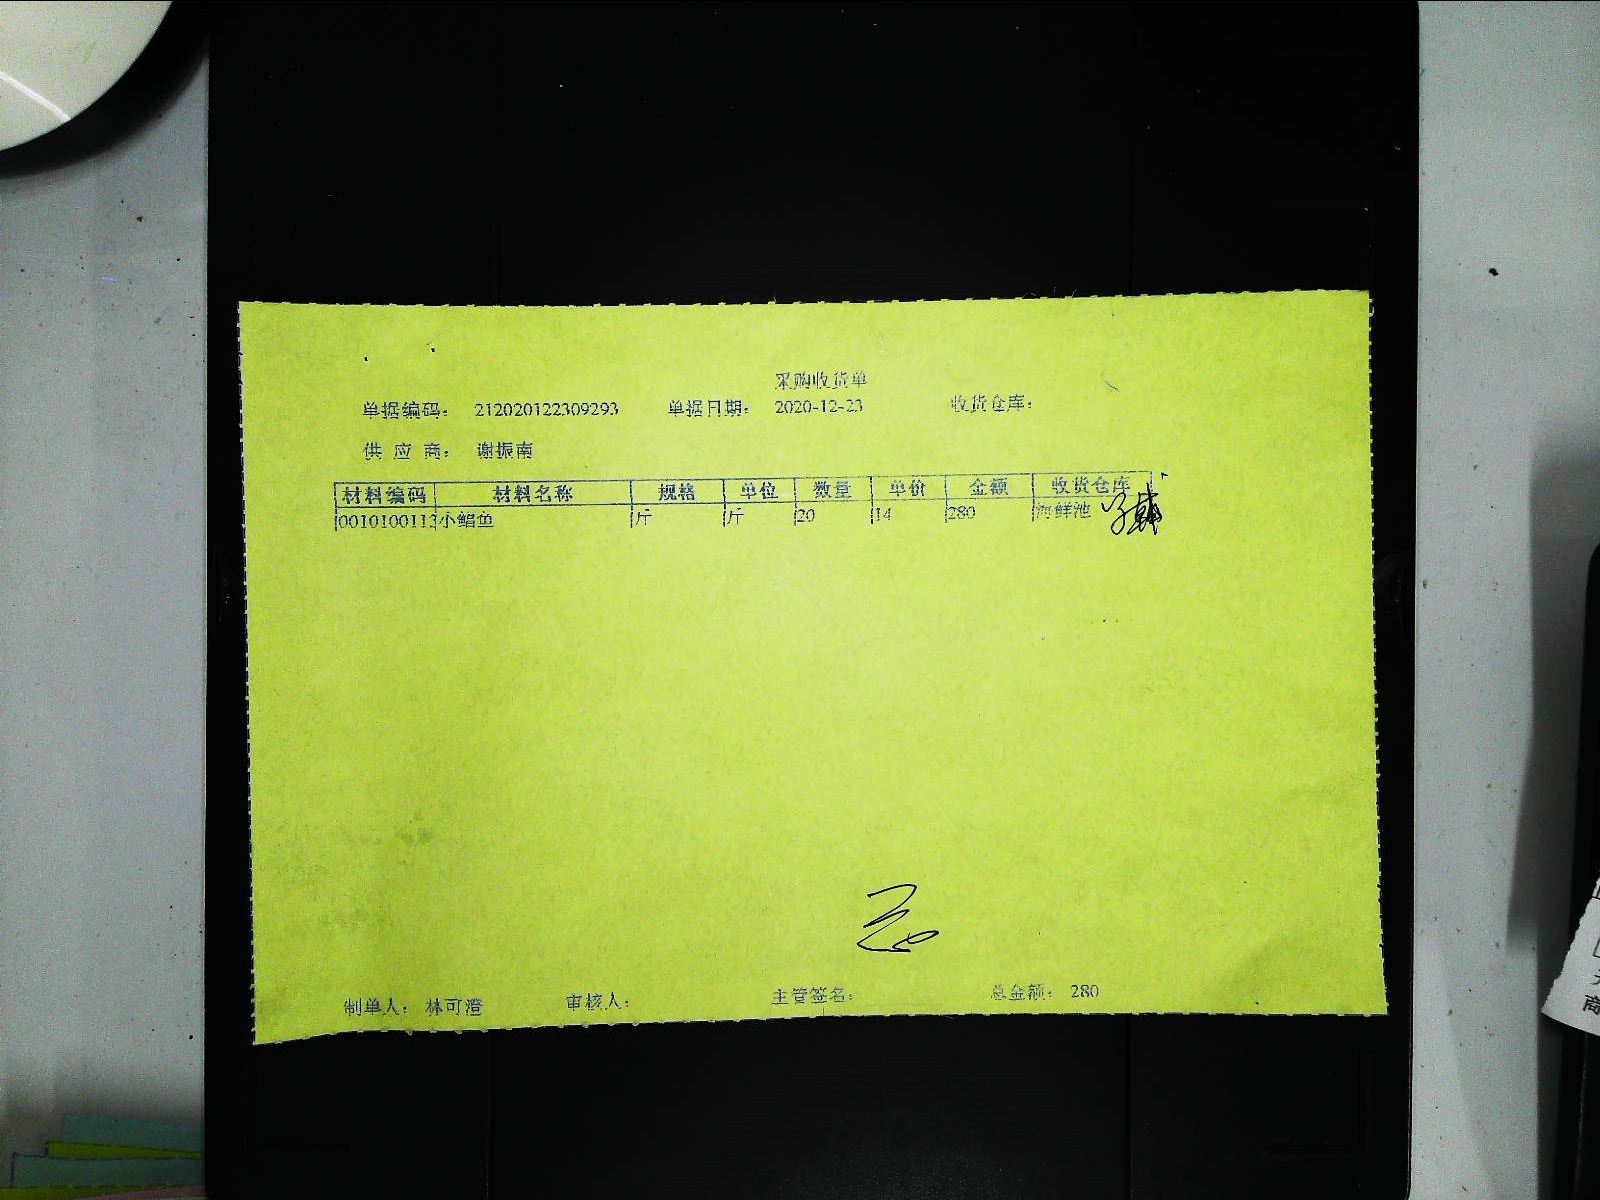 采购收货单
单据编码: 212020122309293 单据日期: 2020-12-23 收货仓库:
供应商: 谢振南
材料编码 材料名称 规格 单位 数量 单价 金额 收货仓库
0010100113 小鲳鱼 斤 斤 20 14 280 海鲜池
制单人: 林可澄 审核人: 主管签名: 总金额: 280
商